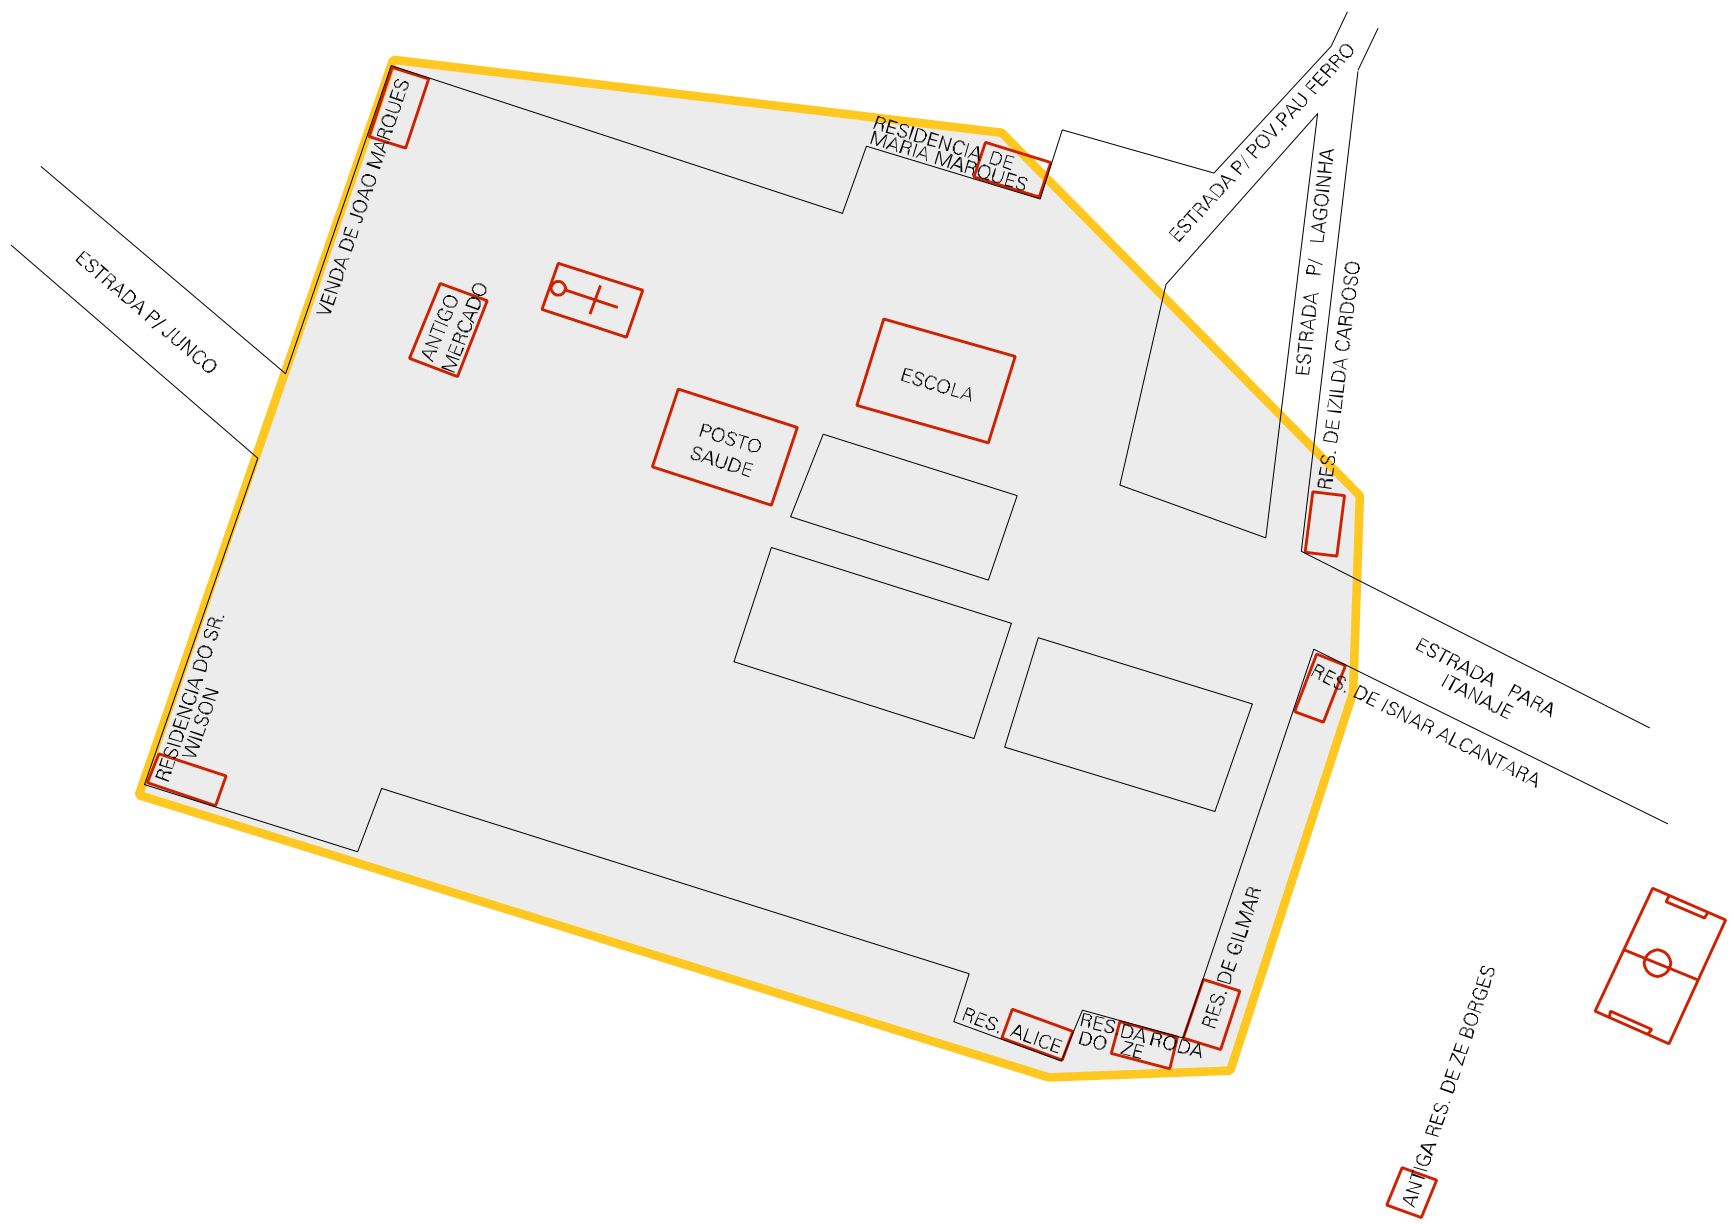 VENDA DE JOAO MARQUES
RESIDENCIA DE
MARIA MARQUES
ESTRADA P/ POV.PAU FERRO
ESTRADA P/ LAGOINHA
RES. DE IZILDA CARDOSO
ESTRADA P/ JUNCO
ANTIGO
MERCADO
ESCOLA
POSTO
SAUDE
RESIDENCIA DO SR.
WILSON
ESTRADA PARA
ITANAJE
RES. DE ISNAR ALCANTARA
RES. DE GILMAR
RES. ALICE
RES. DA RODA
DO ZE
ANTIGA RES. DE ZE BORGES